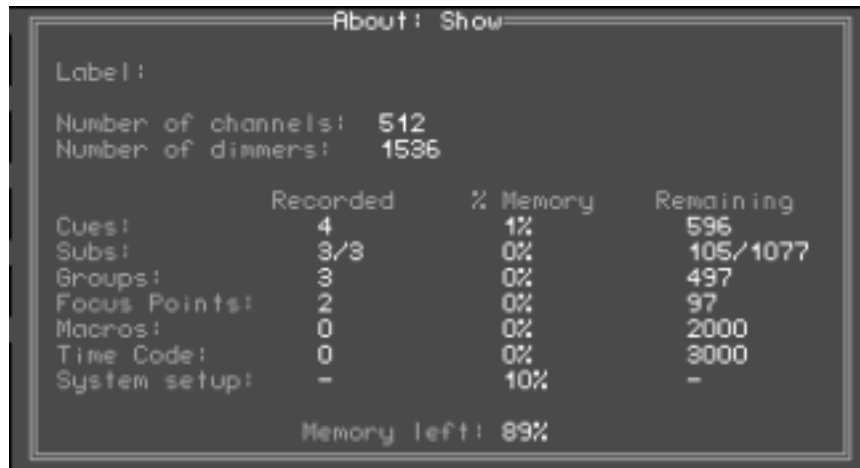 About: Show
Label:
Number of channels: 512
Number of dimmers: 1536
Recorded % Memory Remaining
Cues: 4 1% 596
Subs: 3/3 0% 105/1077
Groups: 3 0% 497
Focus Points: 2 0% 97
Macros: 0 0% 2000
Time Code: 0 0% 3000
System setup: - 10% -
Memory left: 89%